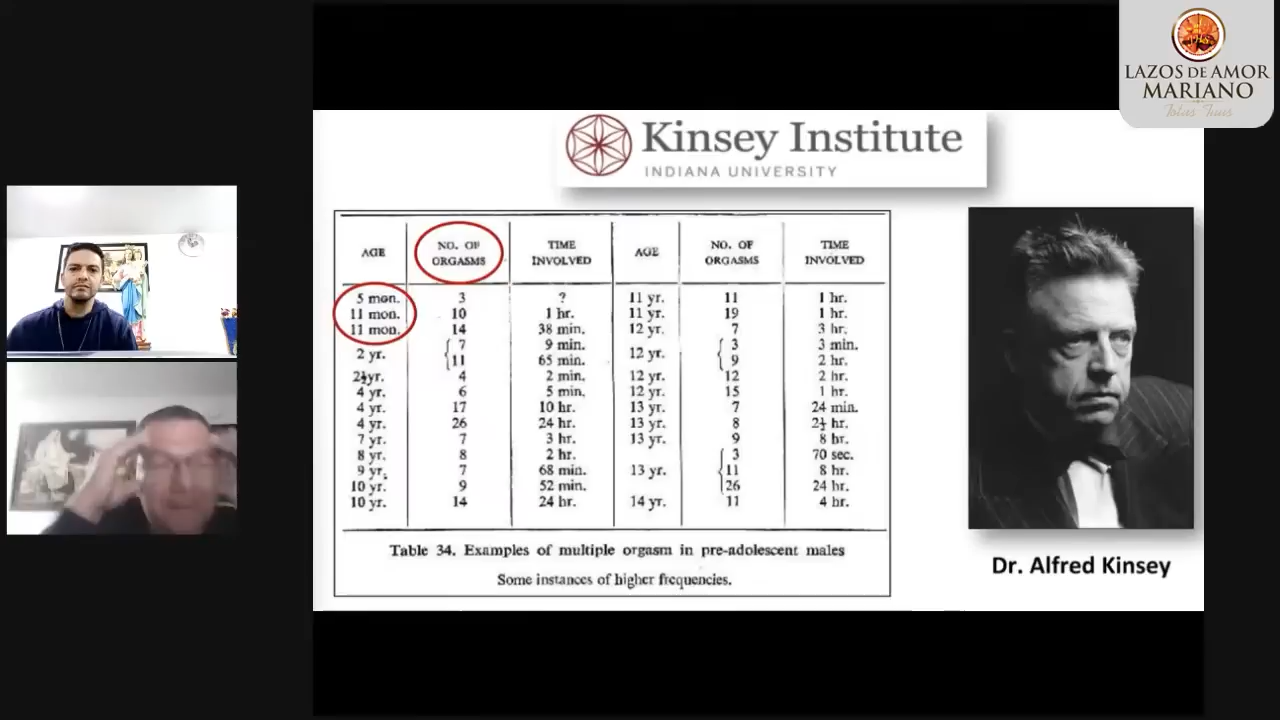 LAZOS DE AMOR
MARIANO
Totus Tuus
Kinsey Institute
INDIANA UNIVERSITY
AGE NO. OF ORGASMS TIME INVOLVED AGE NO. OF ORGASMS TIME INVOLVED
5 mon. 3 ? 11 yr. 11 1 hr.
11 mon. 10 1 hr. 11 yr. 19 1 hr.
11 mon. 14 38 min. 12 yr. 7 3 hr.
2 yr. 7 9 min. 12 yr. 3 3 min.
11 65 min. 9 2 hr.
2½ yr. 4 2 min. 12 yr. 12 2 hr.
4 yr. 6 5 min. 12 yr. 15 1 hr.
4 yr. 17 10 hr. 13 yr. 7 24 min.
4 yr. 26 24 hr. 13 yr. 8 2½ hr.
7 yr. 7 3 hr. 13 yr. 9 8 hr.
8 yr. 8 2 hr. 3 70 sec.
9 yr. 7 68 min. 13 yr. 11 8 hr.
10 yr. 9 52 min. 26 24 hr.
10 yr. 14 24 hr. 14 yr. 11 4 hr.
Table 34. Examples of multiple orgasm in pre-adolescent males
Some instances of higher frequencies.
Dr. Alfred Kinsey